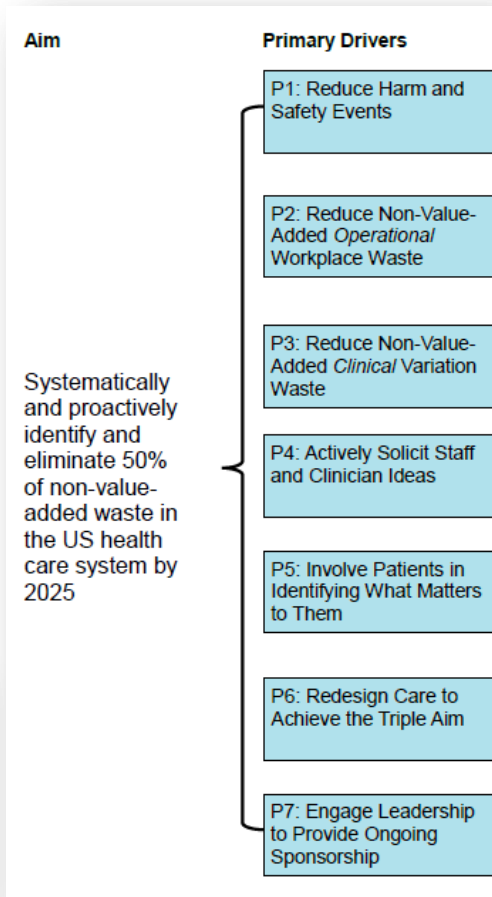 Aim
Primary Drivers
P1: Reduce Harm and
Safety Events
P2: Reduce Non-Value-
Added Operational
Workplace Waste
P3: Reduce Non-Value-
Added Clinical Variation
Waste
Systematically
and proactively
identify and
eliminate 50%
of non-value-
added waste in
the US health
care system by
2025
P4: Actively Solicit Staff
and Clinician Ideas
P5: Involve Patients in
Identifying What Matters
to Them
P6: Redesign Care to
Achieve the Triple Aim
P7: Engage Leadership
to Provide Ongoing
Sponsorship